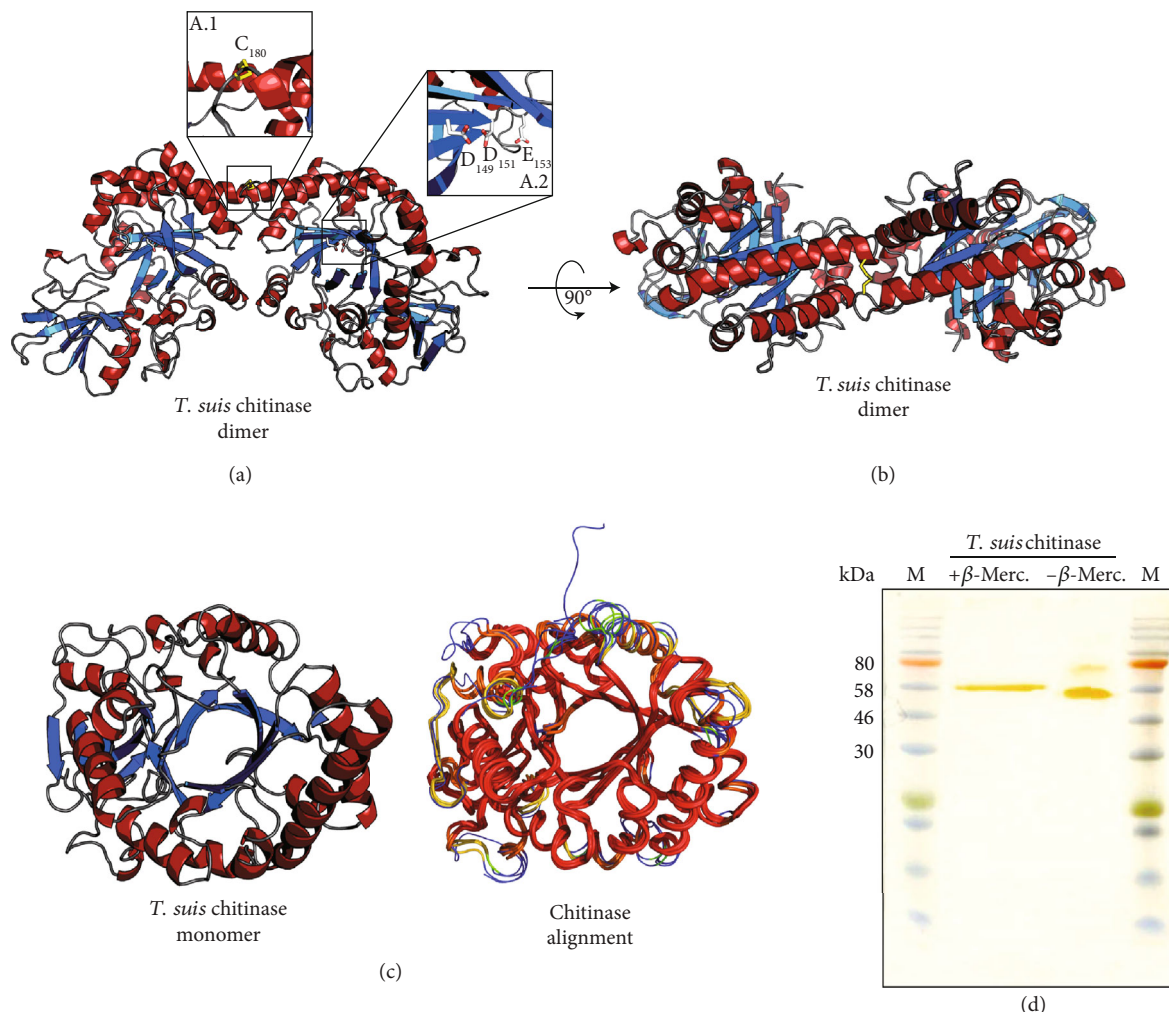 A.1
C180
D149 D151 E153
A.2
90°
T. suis chitinase
dimer
T. suis chitinase
dimer
(a)
(b)
T. suis chitinase
kDa M +β-Merc. –β-Merc. M
80
58
46
30
T. suis chitinase
monomer
Chitinase
alignment
(c)
(d)